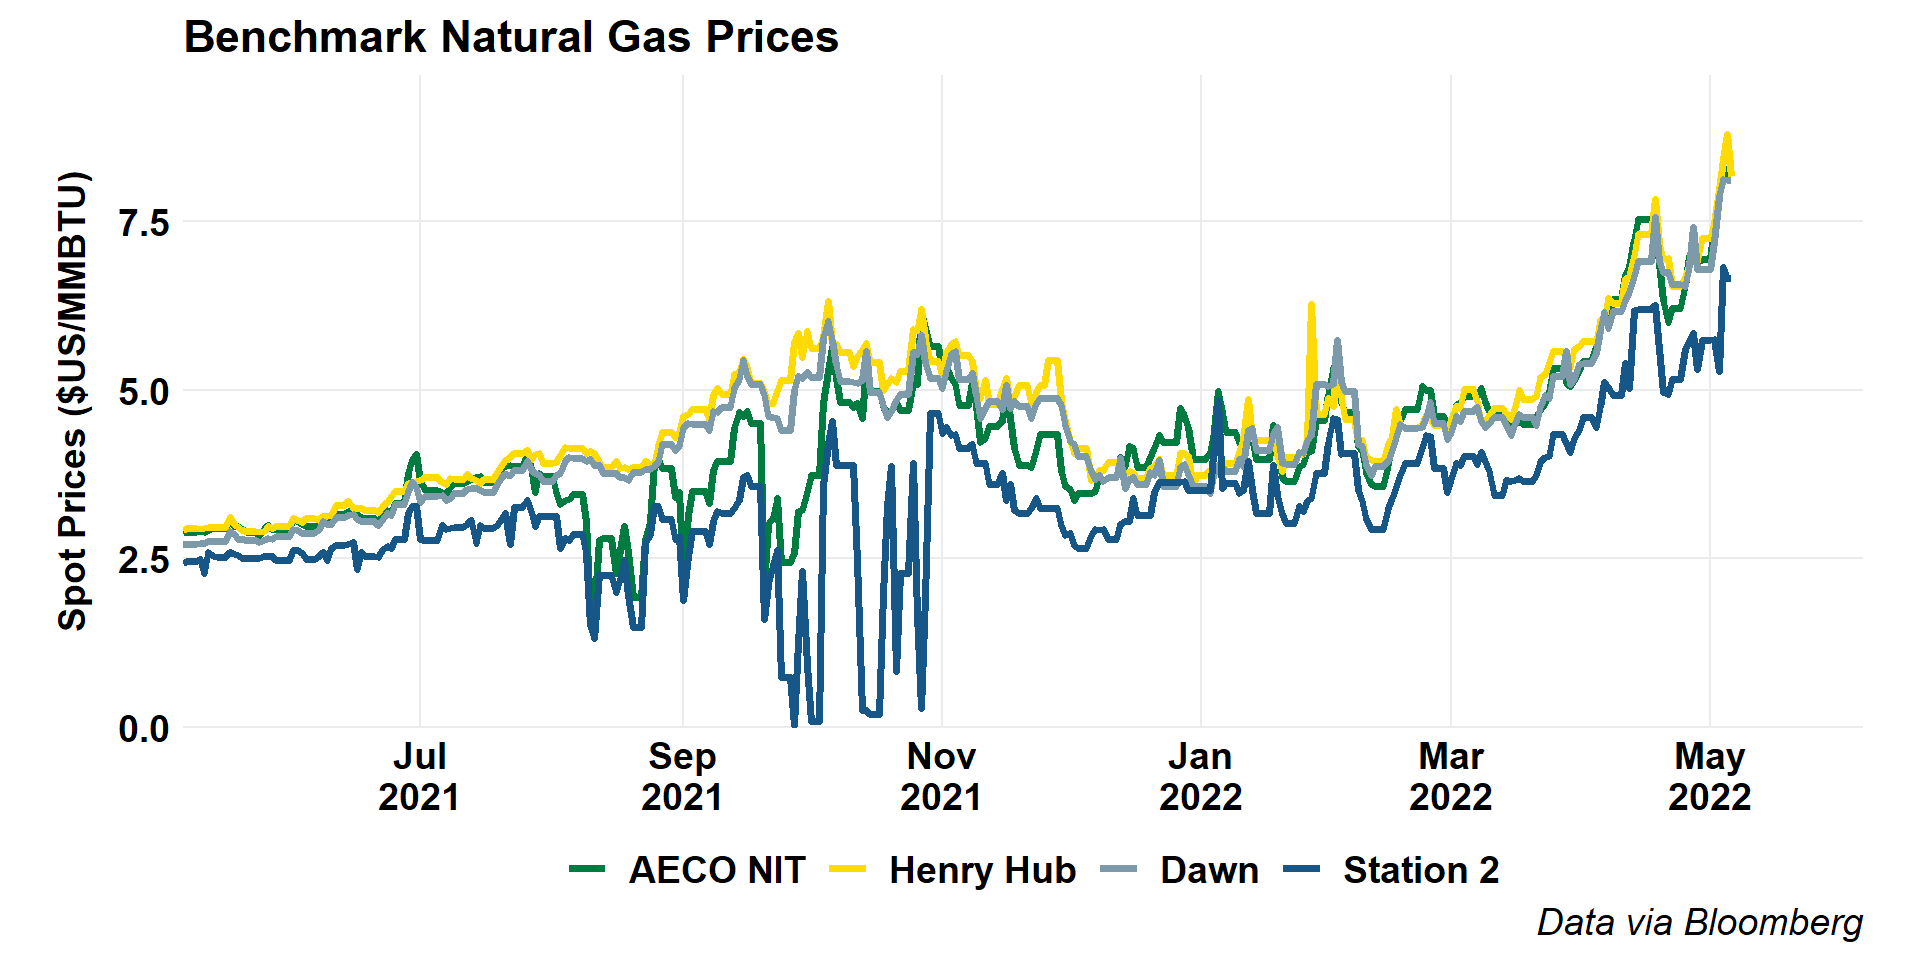 Benchmark Natural Gas Prices
Spot Prices ($US/MMBTU)
7.5
5.0
2.5
0.0
Jul
2021
Sep
2021
Nov
2021
Jan
2022
Mar
2022
May
2022
AECO NIT
Henry Hub
Dawn
Station 2
Data via Bloomberg